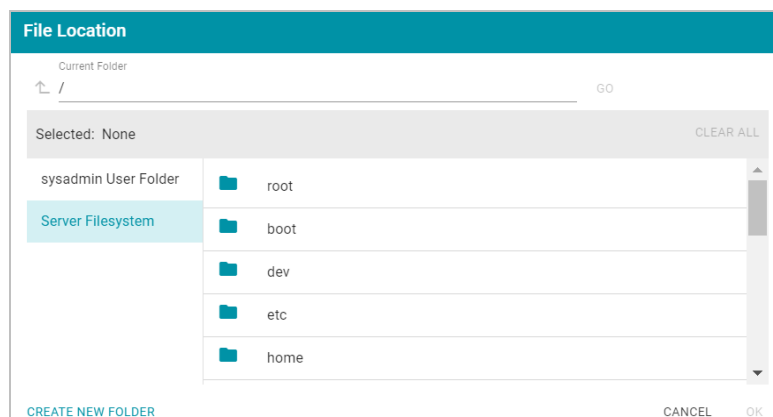 File Location
Current Folder
/ GO
Selected: None CLEAR ALL
sysadmin User Folder
Server Filesystem
root
boot
dev
etc
home
CREATE NEW FOLDER CANCEL OK